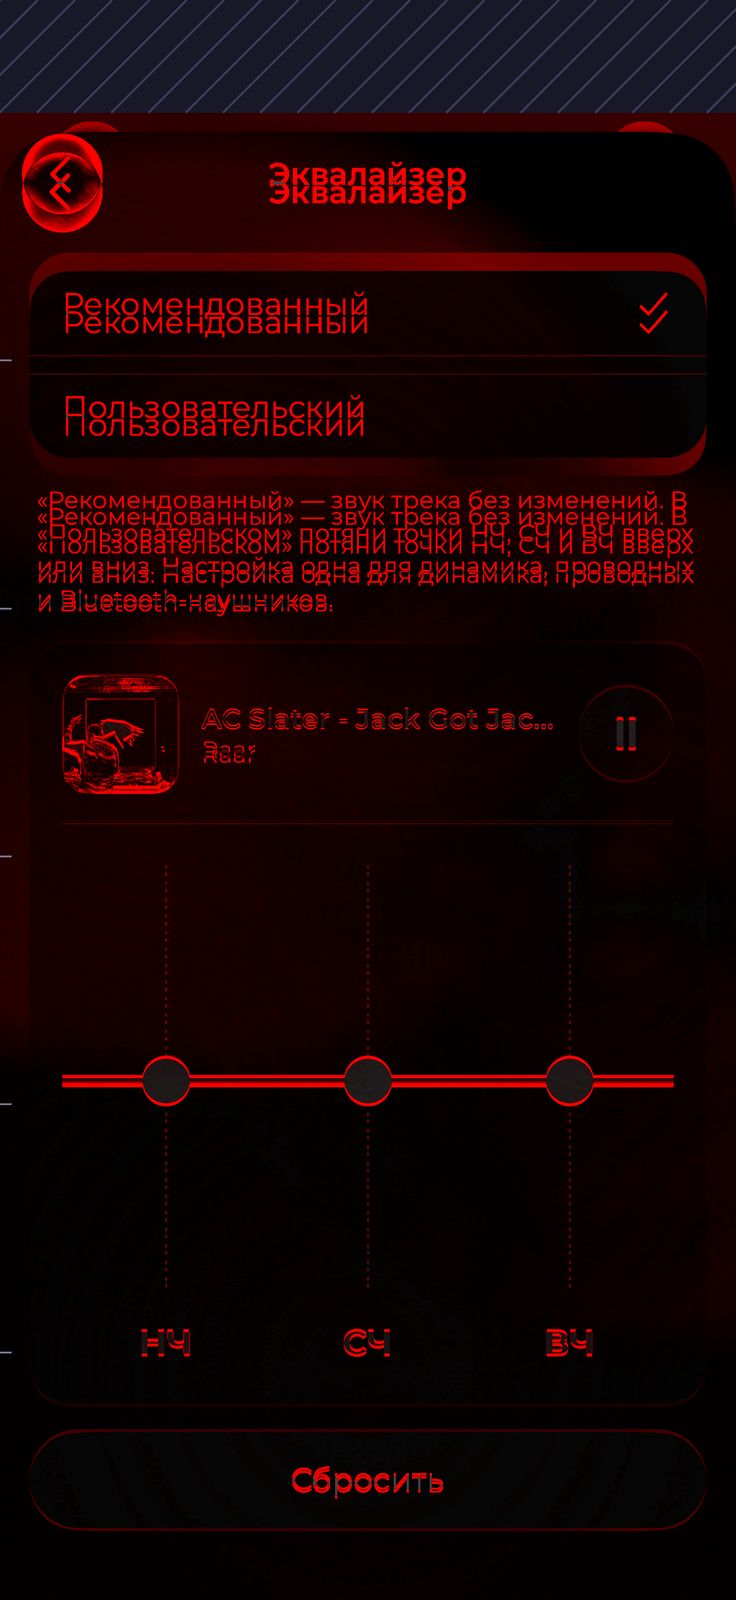 Эквалайзер
Рекомендованный
Пользовательский
«Рекомендованный» — звук трека без изменений. В
«Пользовательском» потяни точки НЧ, СЧ и ВЧ вверх
или вниз. Настройка одна для динамика, проводных
и Bluetooth-наушников.
AC Slater - Jack Got Jac...
Roar
НЧ
СЧ
ВЧ
Сбросить